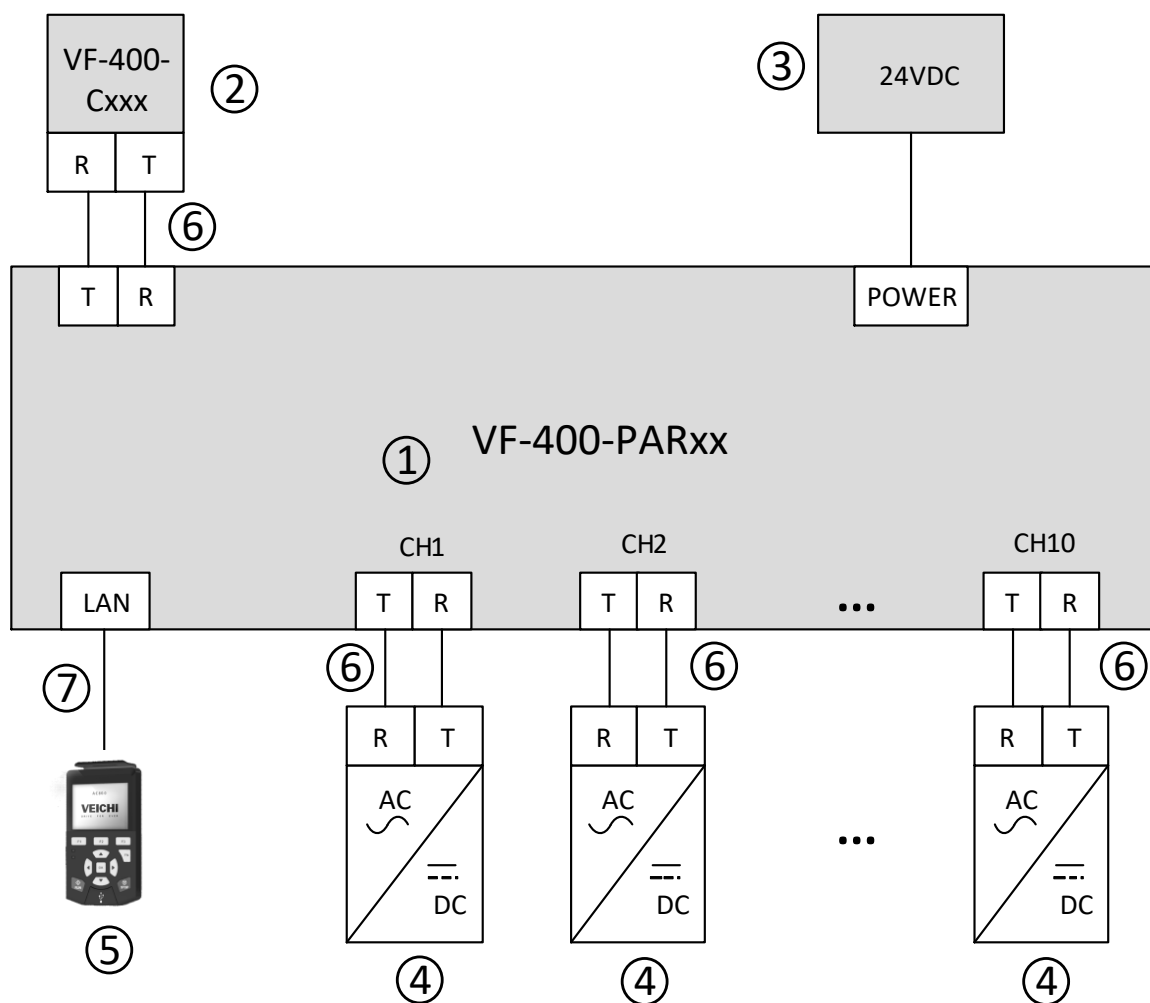 VF-400-
Cxxx
②
③
24VDC
R T
⑥
T R
POWER
VF-400-PARxx
①
CH1
CH2
CH10
LAN
T R
T R
...
T R
⑦
⑥
⑥
⑥
R T
R T
R T
VEICHI
AC
DC
AC
DC
...
AC
DC
⑤
④
④
④